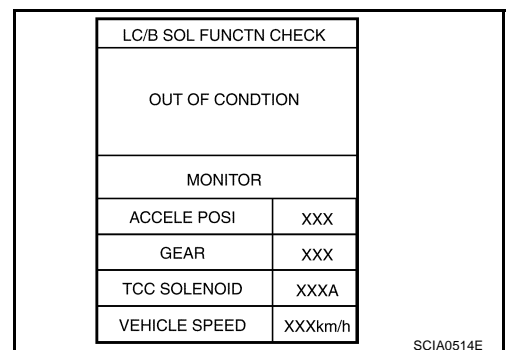 LC/B SOL FUNCTN CHECK
OUT OF CONDTION
MONITOR
ACCELE POSI XXX
GEAR XXX
TCC SOLENOID XXXA
VEHICLE SPEED XXXkm/h
SCIA0514E